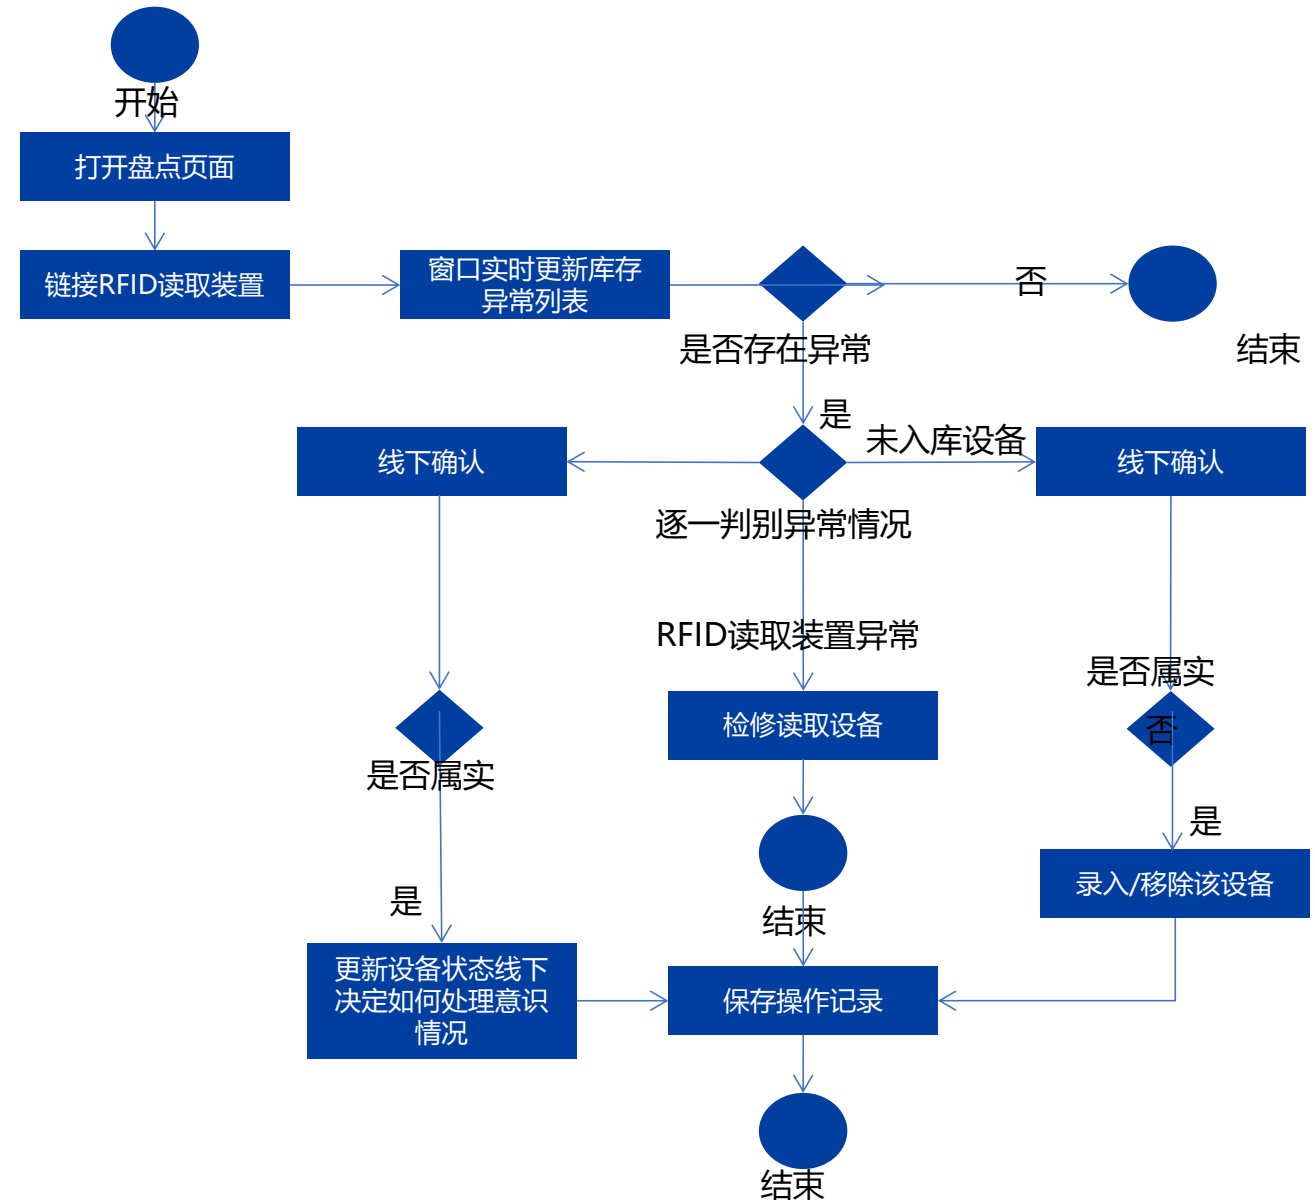 开始
打开盘点页面
链接RFID读取装置
窗口实时更新库存
异常列表
否
结束
是否存在异常
是
未入库设备
线下确认
线下确认
逐一判别异常情况
RFID读取装置异常
是否属实
否
检修读取设备
是否属实
是
录入/移除该设备
是
结束
更新设备状态线下
决定如何处理意识
情况
保存操作记录
结束